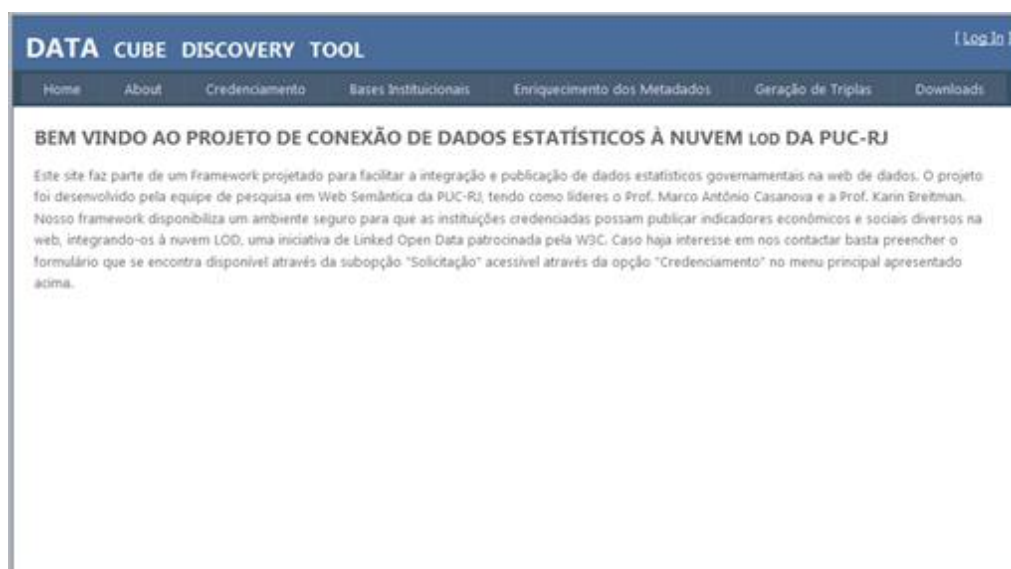 DATA CUBE DISCOVERY TOOL
[ Log In ]
Home About Credenciamento Bases Instituicionais Enriquecimento dos Metadados Geração de Triplas Downloads
BEM VINDO AO PROJETO DE CONEXÃO DE DADOS ESTATÍSTICOS À NUVEM LOD DA PUC-RJ
Este site faz parte de um Framework projetado para facilitar a integração e publicação de dados estatísticos governamentais na web de dados. O projeto
foi desenvolvido pela equipe de pesquisa em Web Semântica da PUC-RJ, tendo como líderes o Prof. Marco Antônio Casanova e a Prof. Karin Breitman.
Nosso framework disponibiliza um ambiente seguro para que as instituições credenciadas possam publicar indicadores econômicos e sociais diversos na
web, integrando-os à nuvem LOD, uma iniciativa de Linked Open Data patrocinada pela W3C. Caso haja interesse em nos contactar basta preencher o
formulário que se encontra disponível através da subopção "Solicitação" acessível através da opção "Credenciamento" no menu principal apresentado
acima.